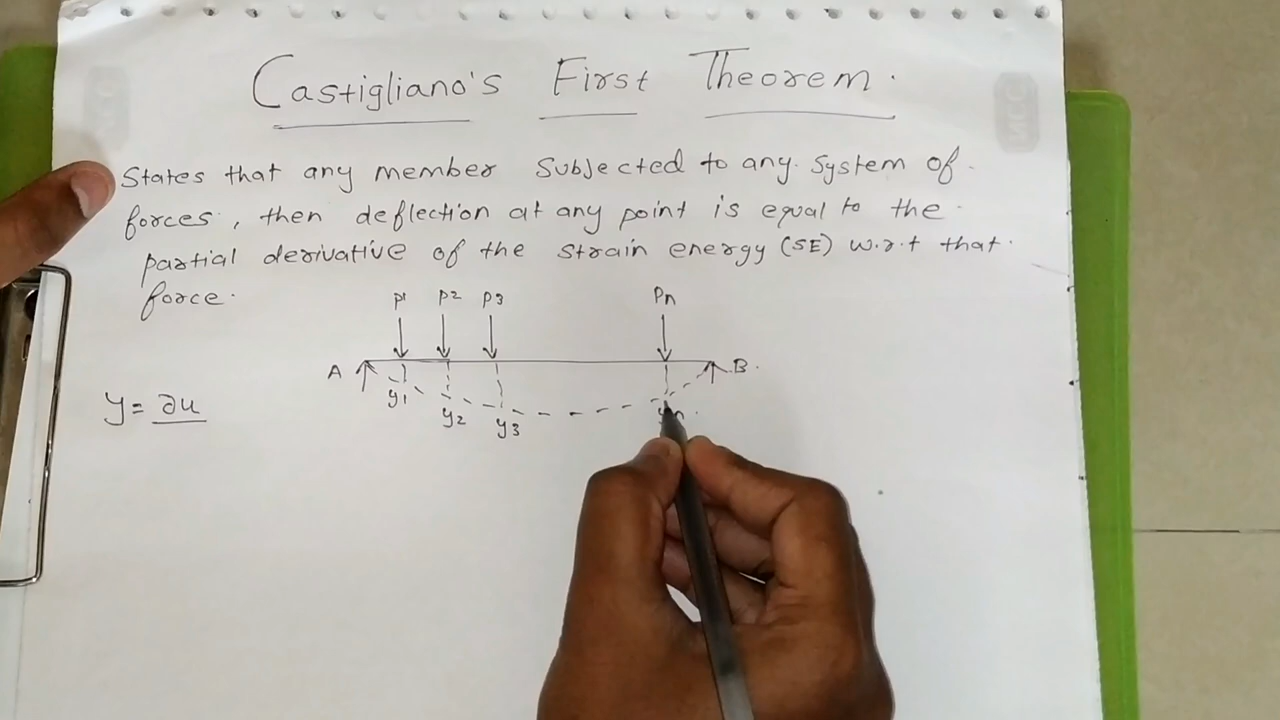 Castigliano's First Theorem.
States that any member subjected to any system of
forces, then deflection at any point is equal to the
partial derivative of the strain energy (SE) w.r.t that
force.
P1 P2 P3 Pn
A B.
y1 y2 y3
y = ∂u